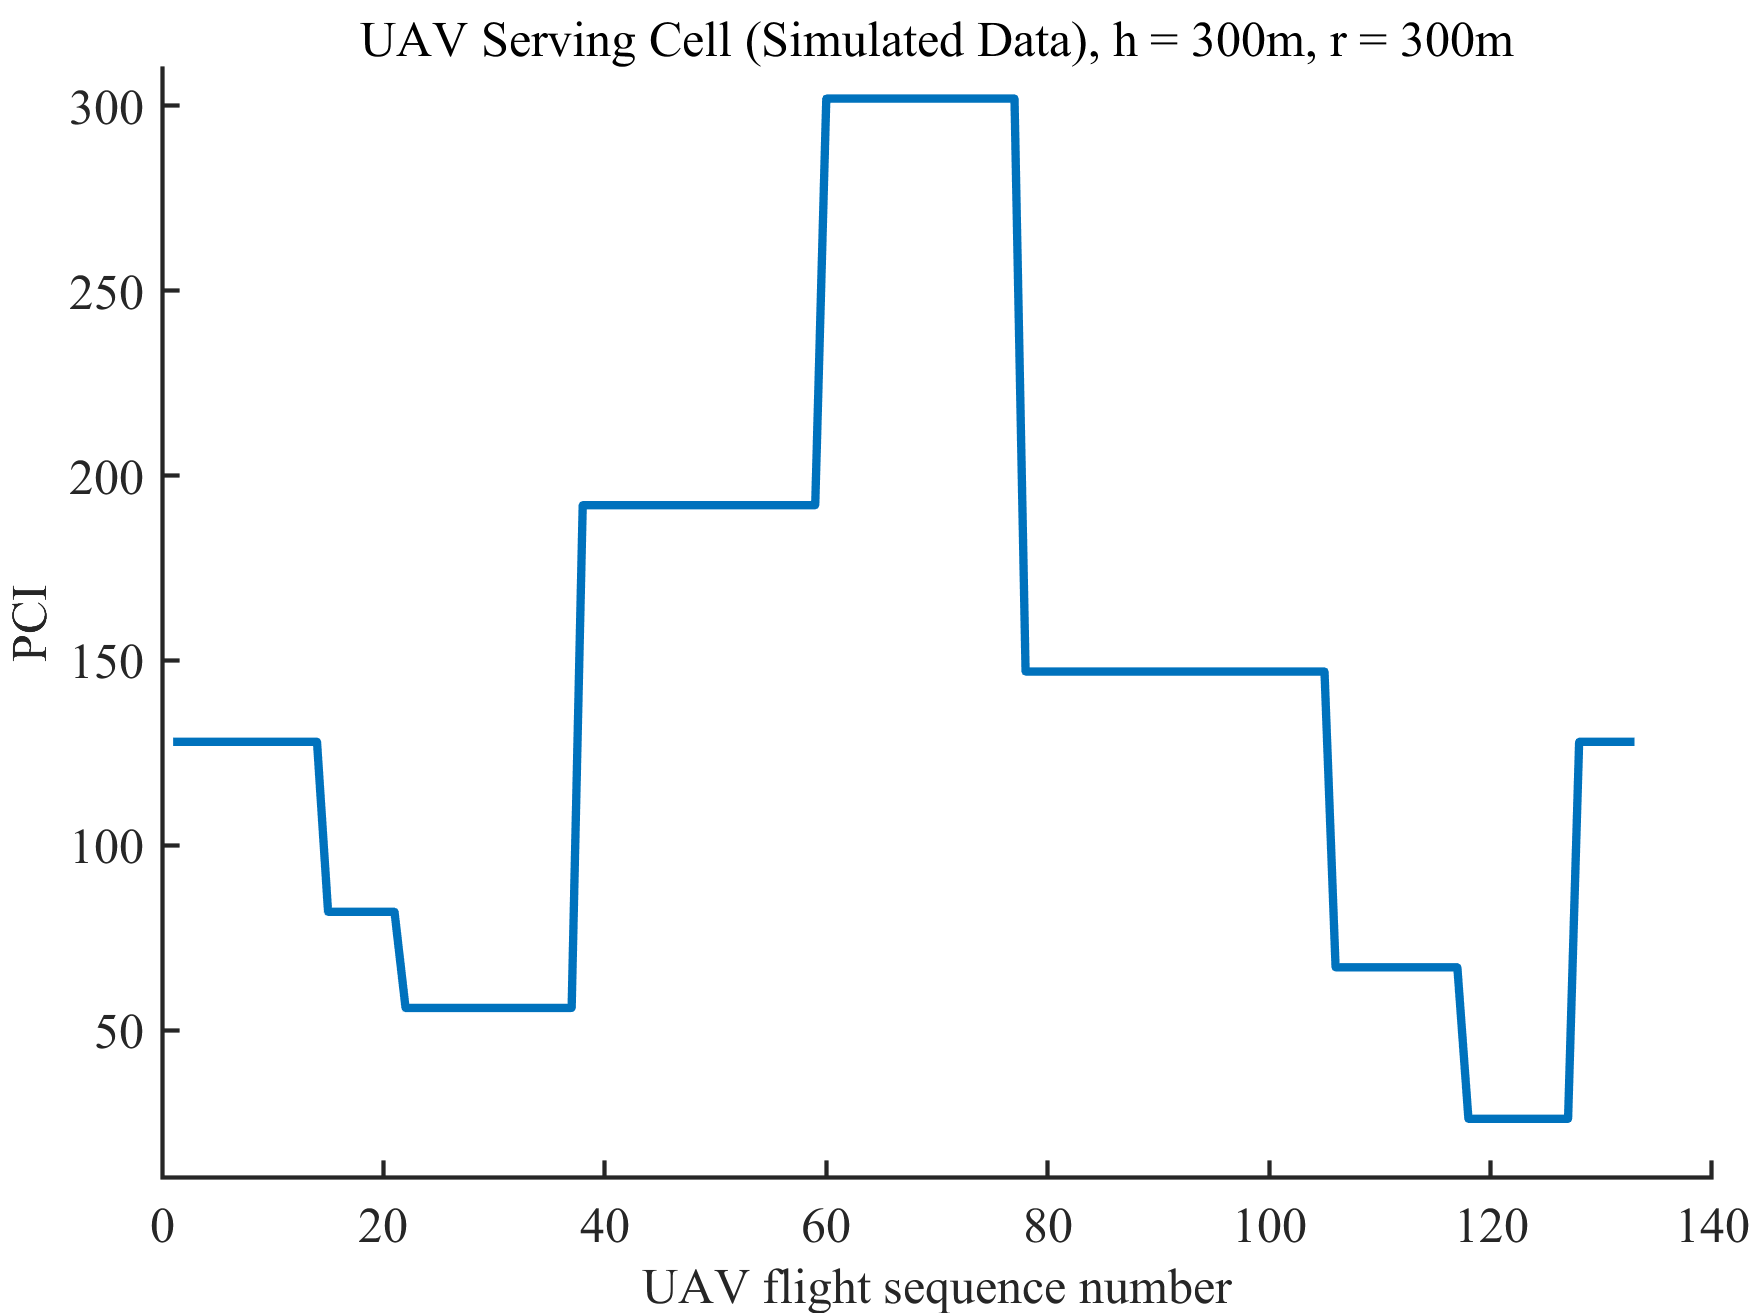 UAV Serving Cell (Simulated Data), h = 300m, r = 300m
300
250
200
150
100
50
PCI
0 20 40 60 80 100 120 140
UAV flight sequence number